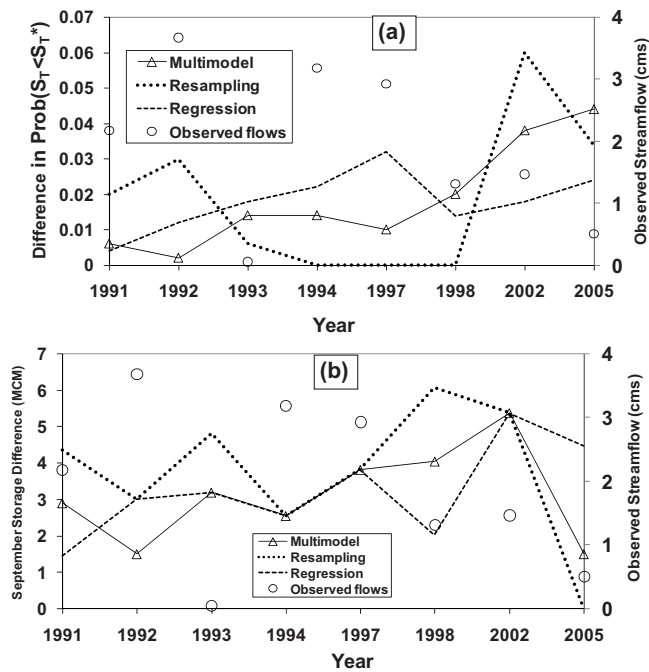 0.07
0.06
0.05
0.04
0.03
0.02
0.01
0
Difference in Prob(S_T<S_T*)
(a)
Multimodel
Resampling
Regression
Observed flows
4
3
2
1
0
Observed Streamflow (cms)
1991 1992 1993 1994 1997 1998 2002 2005
Year
7
6
5
4
3
2
1
0
September Storage Difference (MCM)
(b)
Multimodel
Resampling
Regression
Observed flows
4
3
2
1
0
Observed Streamflow (cms)
1991 1992 1993 1994 1997 1998 2002 2005
Year